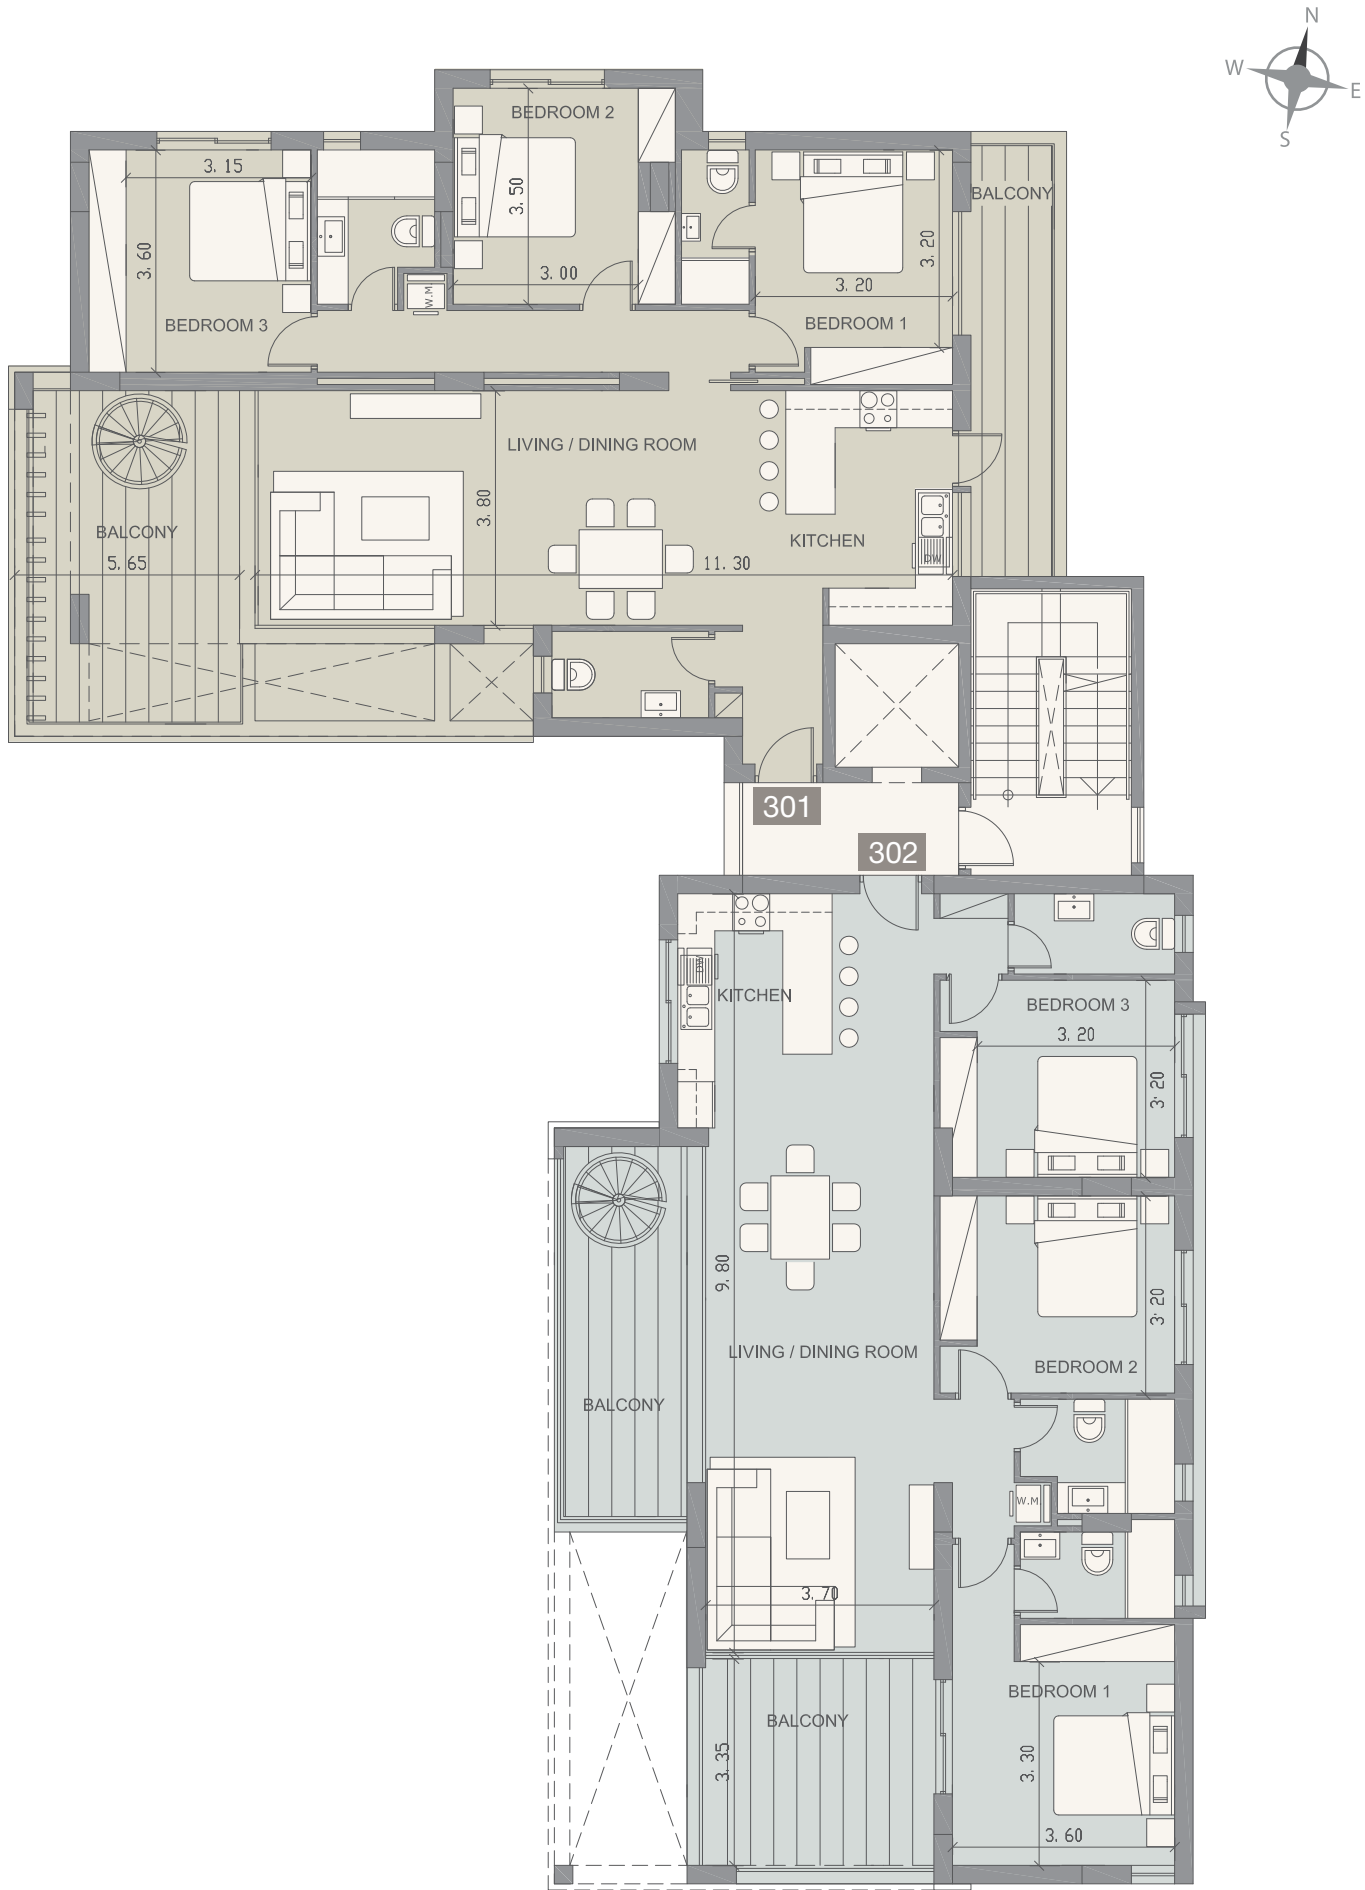 N
W
E
S
BEDROOM 2
3.15
3.50
BALCONY
3.60
3.20
3.00
3.20
W.M.
BEDROOM 3
BEDROOM 1
LIVING / DINING ROOM
3.80
BALCONY
KITCHEN
5.65
11.30
DW
301
302
DW
KITCHEN
BEDROOM 3
3.20
3.20
9.80
3.20
LIVING / DINING ROOM
BEDROOM 2
BALCONY
W.M.
3.70
BEDROOM 1
BALCONY
3.35
3.30
3.60